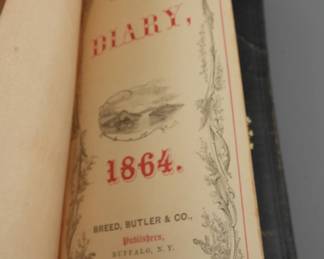 DIARY,
1864.
BREED, BUTLER & CO.,
Publishers,
BUFFALO, N. Y.